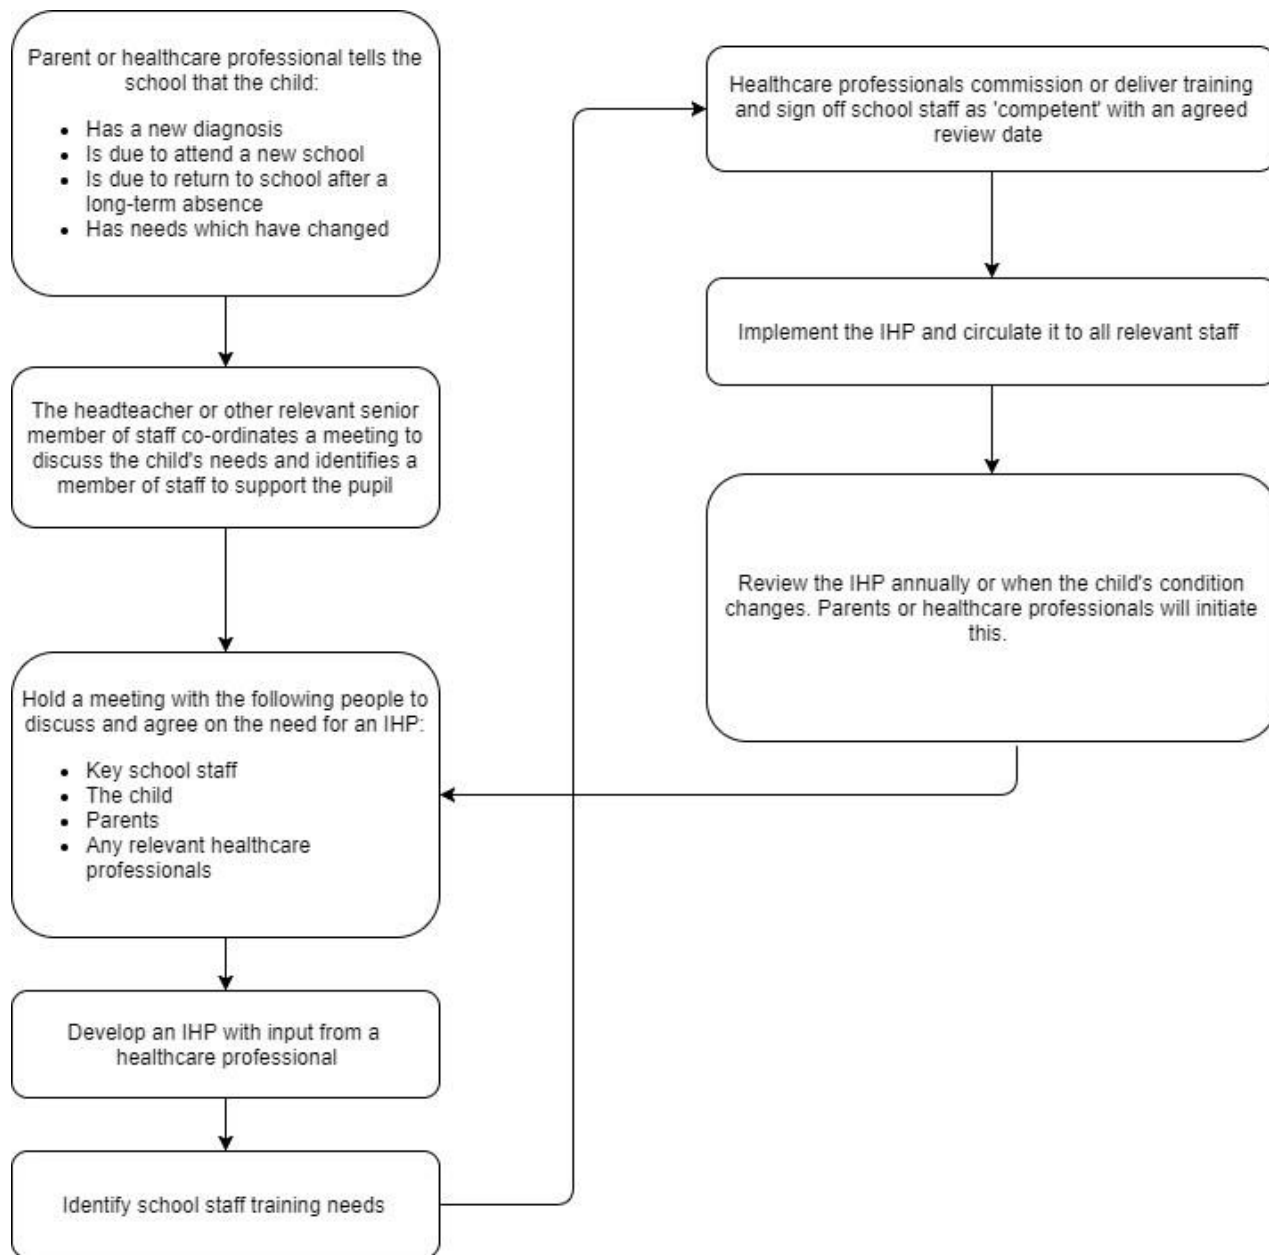 Parent or healthcare professional tells the
school that the child:
• Has a new diagnosis
• Is due to attend a new school
• Is due to return to school after a
long-term absence
• Has needs which have changed
The headteacher or other relevant senior
member of staff co-ordinates a meeting to
discuss the child's needs and identifies a
member of staff to support the pupil
Hold a meeting with the following people to
discuss and agree on the need for an IHP:
• Key school staff
• The child
• Parents
• Any relevant healthcare
professionals
Develop an IHP with input from a
healthcare professional
Identify school staff training needs
Healthcare professionals commission or deliver training
and sign off school staff as 'competent' with an agreed
review date
Implement the IHP and circulate it to all relevant staff
Review the IHP annually or when the child's condition
changes. Parents or healthcare professionals will initiate
this.